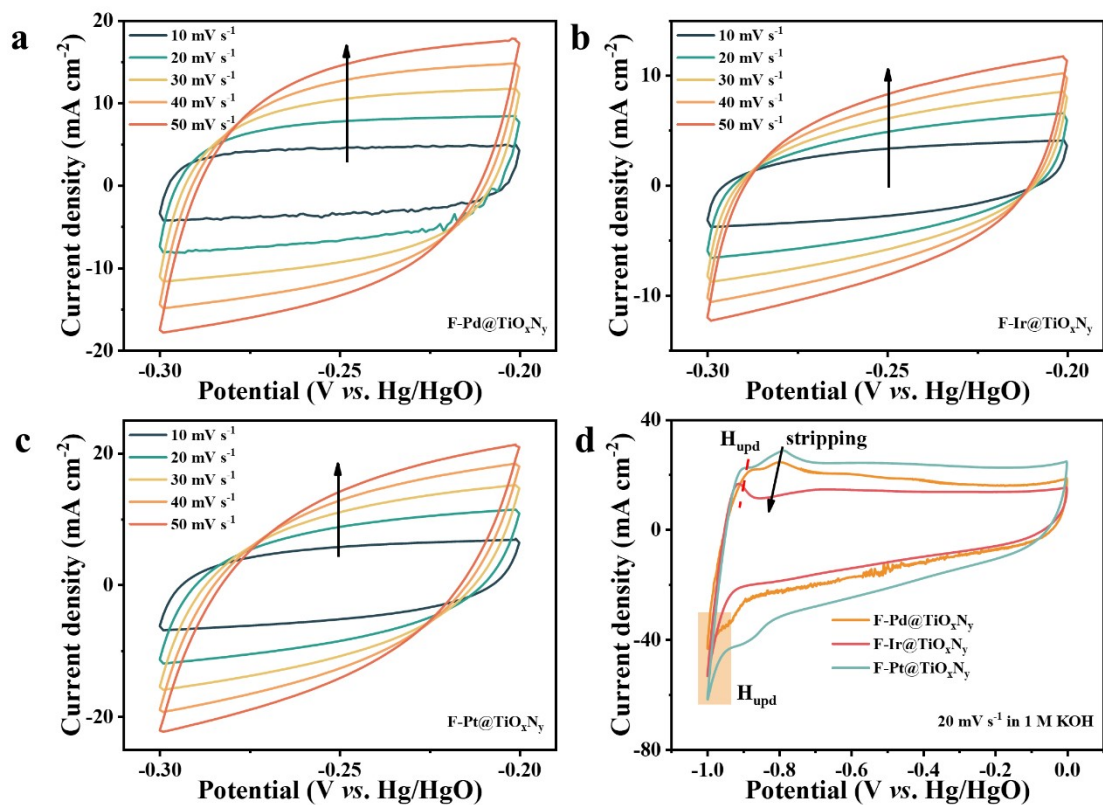 a
20
10
0
-10
-20
Current density (mA cm⁻²)
10 mV s⁻¹
20 mV s⁻¹
30 mV s⁻¹
40 mV s⁻¹
50 mV s⁻¹
F-Pd@TiOₓNᵧ
-0.30
-0.25
-0.20
Potential (V vs. Hg/HgO)
b
10
0
-10
Current density (mA cm⁻²)
10 mV s⁻¹
20 mV s⁻¹
30 mV s⁻¹
40 mV s⁻¹
50 mV s⁻¹
F-Ir@TiOₓNᵧ
-0.30
-0.25
-0.20
Potential (V vs. Hg/HgO)
c
20
10
0
-10
-20
Current density (mA cm⁻²)
10 mV s⁻¹
20 mV s⁻¹
30 mV s⁻¹
40 mV s⁻¹
50 mV s⁻¹
F-Pt@TiOₓNᵧ
-0.30
-0.25
-0.20
Potential (V vs. Hg/HgO)
d
40
0
-40
-80
Current density (mA cm⁻²)
Hupd stripping
F-Pd@TiOₓNᵧ
F-Ir@TiOₓNᵧ
F-Pt@TiOₓNᵧ
Hupd
20 mV s⁻¹ in 1 M KOH
-1.0
-0.8
-0.6
-0.4
-0.2
0.0
Potential (V vs. Hg/HgO)